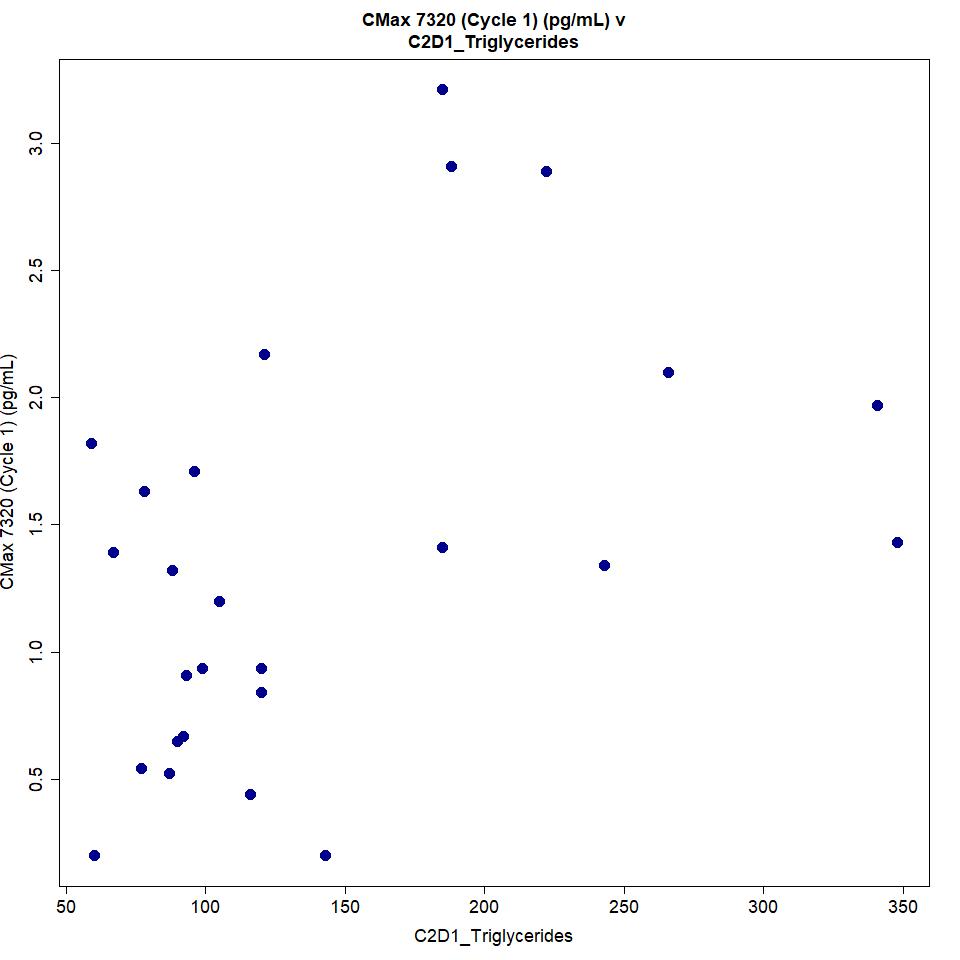 CMax 7320 (Cycle 1) (pg/mL) v
C2D1_Triglycerides
CMax 7320 (Cycle 1) (pg/mL)
3.0
2.5
2.0
1.5
1.0
0.5
50 100 150 200 250 300 350
C2D1_Triglycerides